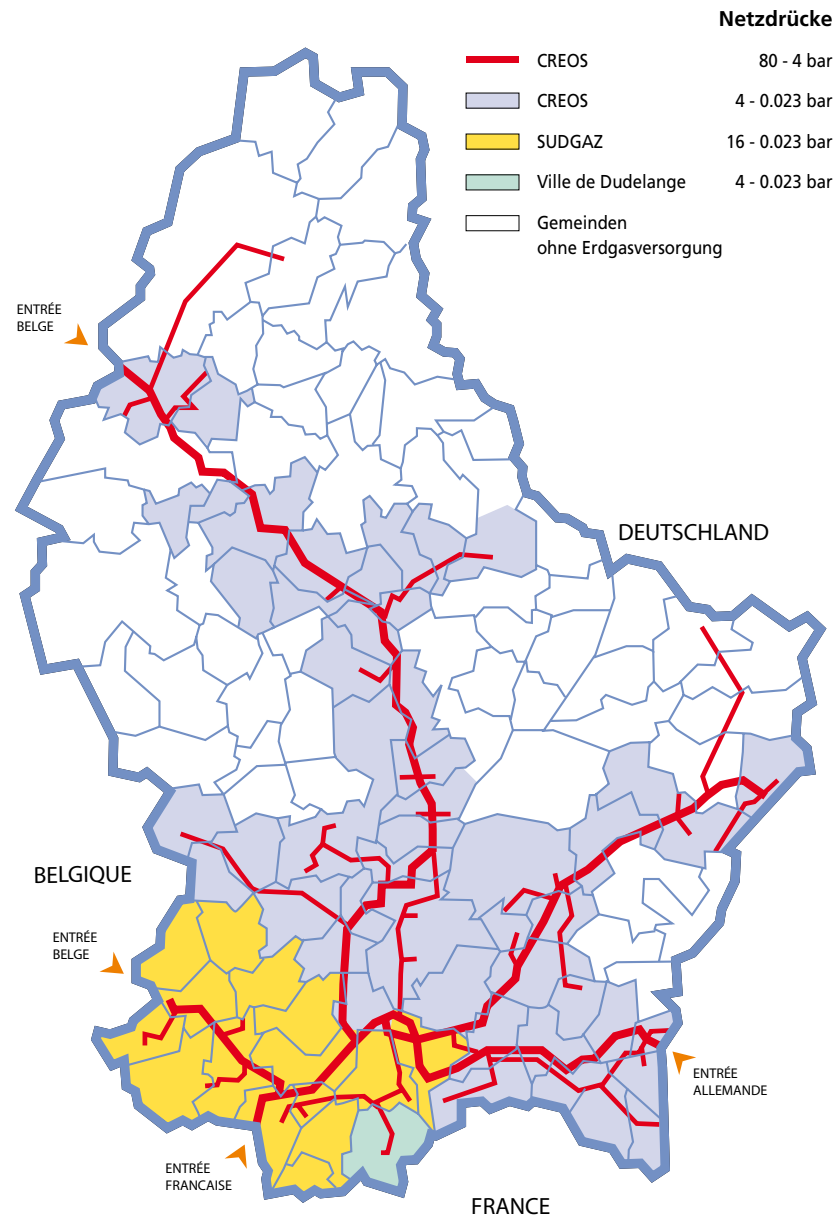 Netzdrücke
CREOS 80 - 4 bar
CREOS 4 - 0.023 bar
SUDGAZ 16 - 0.023 bar
Ville de Dudelange 4 - 0.023 bar
Gemeinden
ohne Erdgasversorgung
ENTRÉE
BELGE
DEUTSCHLAND
BELGIQUE
ENTRÉE
BELGE
ENTRÉE
ALLEMANDE
ENTRÉE
FRANCAISE
FRANCE